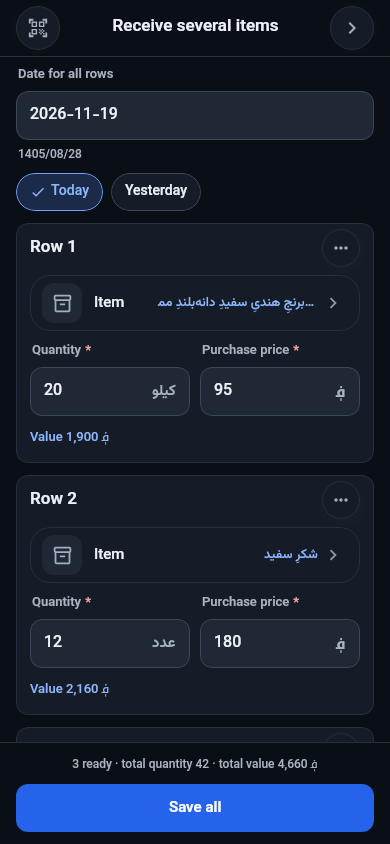 Receive several items
Date for all rows
2026-11-19
1405/08/28
Today
Yesterday
Row 1
Item
برنجِ هندیِ سفیدِ دانه‌بلندِ مم…
Quantity *
Purchase price *
20 کیلو
95 ؋
Value 1,900 ؋
Row 2
Item
شکرِ سفید
Quantity *
Purchase price *
12 عدد
180 ؋
Value 2,160 ؋
3 ready · total quantity 42 · total value 4,660 ؋
Save all